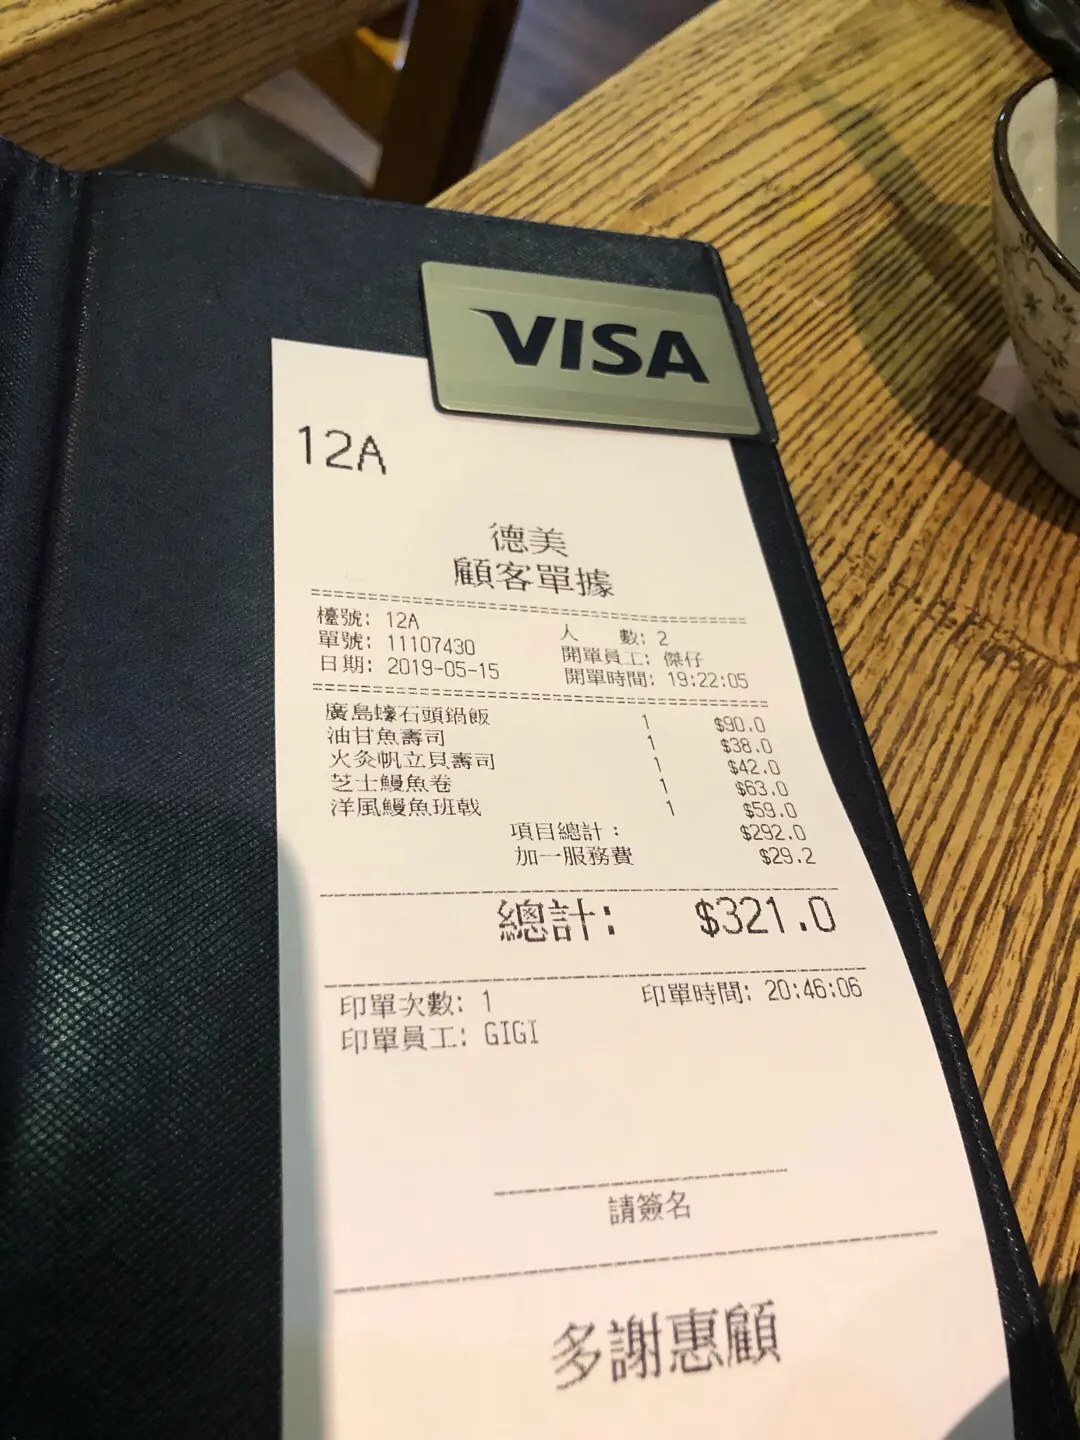 VISA
12A
德美
顧客單據
檯號: 12A 人 數: 2
單號: 11107430 開單員工: 傑仔
日期: 2019-05-15 開單時間: 19:22:05
廣島蠔石頭鍋飯 1 $90.0
油甘魚壽司 1 $38.0
火灸帆立貝壽司 1 $42.0
芝士鰻魚卷 1 $63.0
洋風鰻魚班戟 1 $59.0
項目總計: $292.0
加一服務費 $29.2
總計: $321.0
印單次數: 1 印單時間: 20:46:06
印單員工: GIGI
請簽名
多謝惠顧